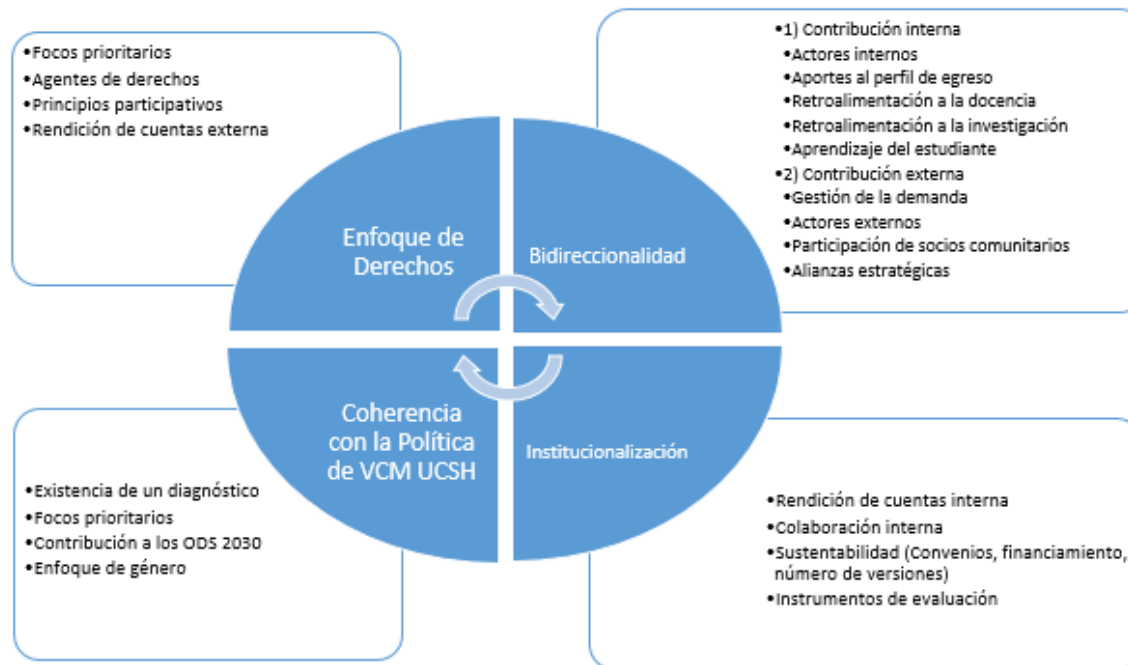 •Focos prioritarios
•Agentes de derechos
•Principios participativos
•Rendición de cuentas externa
•1) Contribución interna
•Actores internos
•Aportes al perfil de egreso
•Retroalimentación a la docencia
•Retroalimentación a la investigación
•Aprendizaje del estudiante
•2) Contribución externa
•Gestión de la demanda
•Actores externos
•Participación de socios comunitarios
•Alianzas estratégicas
Enfoque de
Derechos
Bidireccionalidad
Coherencia
con la Política
de VCM UCSH
Institucionalización
•Existencia de un diagnóstico
•Focos prioritarios
•Contribución a los ODS 2030
•Enfoque de género
•Rendición de cuentas interna
•Colaboración interna
•Sustentabilidad (Convenios, financiamiento,
número de versiones)
•Instrumentos de evaluación